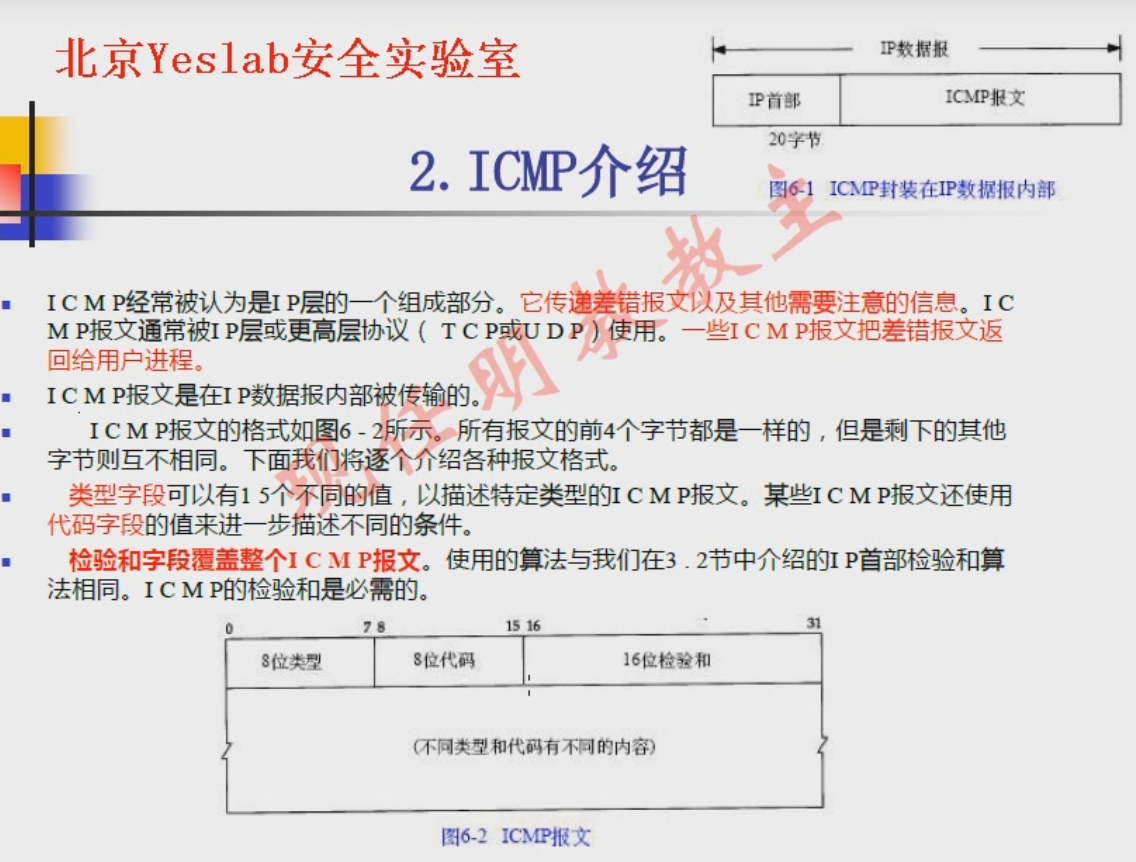 北京Yeslab安全实验室
IP数据报
IP首部
ICMP报文
20字节
图6-1 ICMP封装在IP数据报内部
2.ICMP介绍
现任明教教主
I C M P经常被认为是I P层的一个组成部分。它传递差错报文以及其他需要注意的信息。I C
M P报文通常被I P层或更高层协议（ T C P或U D P ) 使用。一些I C M P报文把差错报文返
回给用户进程。
I C M P报文是在I P数据报内部被传输的。
I C M P报文的格式如图6 - 2所示。所有报文的前4个字节都是一样的，但是剩下的其他
字节则互不相同。下面我们将逐个介绍各种报文格式。
类型字段可以有1 5个不同的值，以描述特定类型的I C M P报文。某些I C M P报文还使用
代码字段的值来进一步描述不同的条件。
检验和字段覆盖整个I C M P报文。使用的算法与我们在3 . 2节中介绍的I P首部检验和算
法相同。I C M P的检验和是必需的。
0 7 8 15 16 31
8位类型
8位代码
16位检验和
(不同类型和代码有不同的内容)
图6-2 ICMP报文